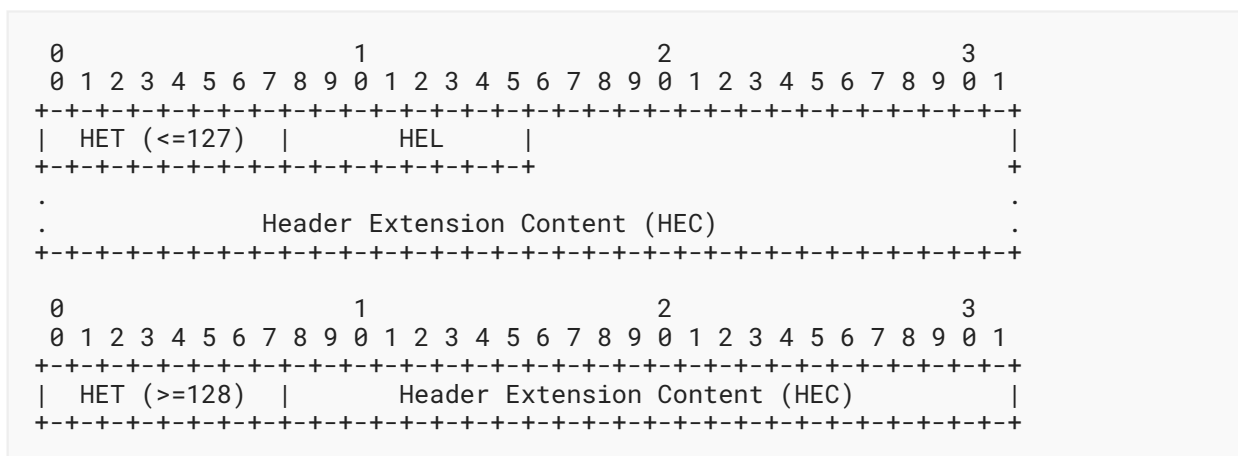 0                   1                   2                   3
 0 1 2 3 4 5 6 7 8 9 0 1 2 3 4 5 6 7 8 9 0 1 2 3 4 5 6 7 8 9 0 1
+-+-+-+-+-+-+-+-+-+-+-+-+-+-+-+-+-+-+-+-+-+-+-+-+-+-+-+-+-+-+-+-+
|  HET (<=127)  |       HEL     |                               |
+-+-+-+-+-+-+-+-+-+-+-+-+-+-+-+-+                               +
.                                                               .
.              Header Extension Content (HEC)                   .
+-+-+-+-+-+-+-+-+-+-+-+-+-+-+-+-+-+-+-+-+-+-+-+-+-+-+-+-+-+-+-+-+

 0                   1                   2                   3
 0 1 2 3 4 5 6 7 8 9 0 1 2 3 4 5 6 7 8 9 0 1 2 3 4 5 6 7 8 9 0 1
+-+-+-+-+-+-+-+-+-+-+-+-+-+-+-+-+-+-+-+-+-+-+-+-+-+-+-+-+-+-+-+-+
|  HET (>=128)  |       Header Extension Content (HEC)          |
+-+-+-+-+-+-+-+-+-+-+-+-+-+-+-+-+-+-+-+-+-+-+-+-+-+-+-+-+-+-+-+-+